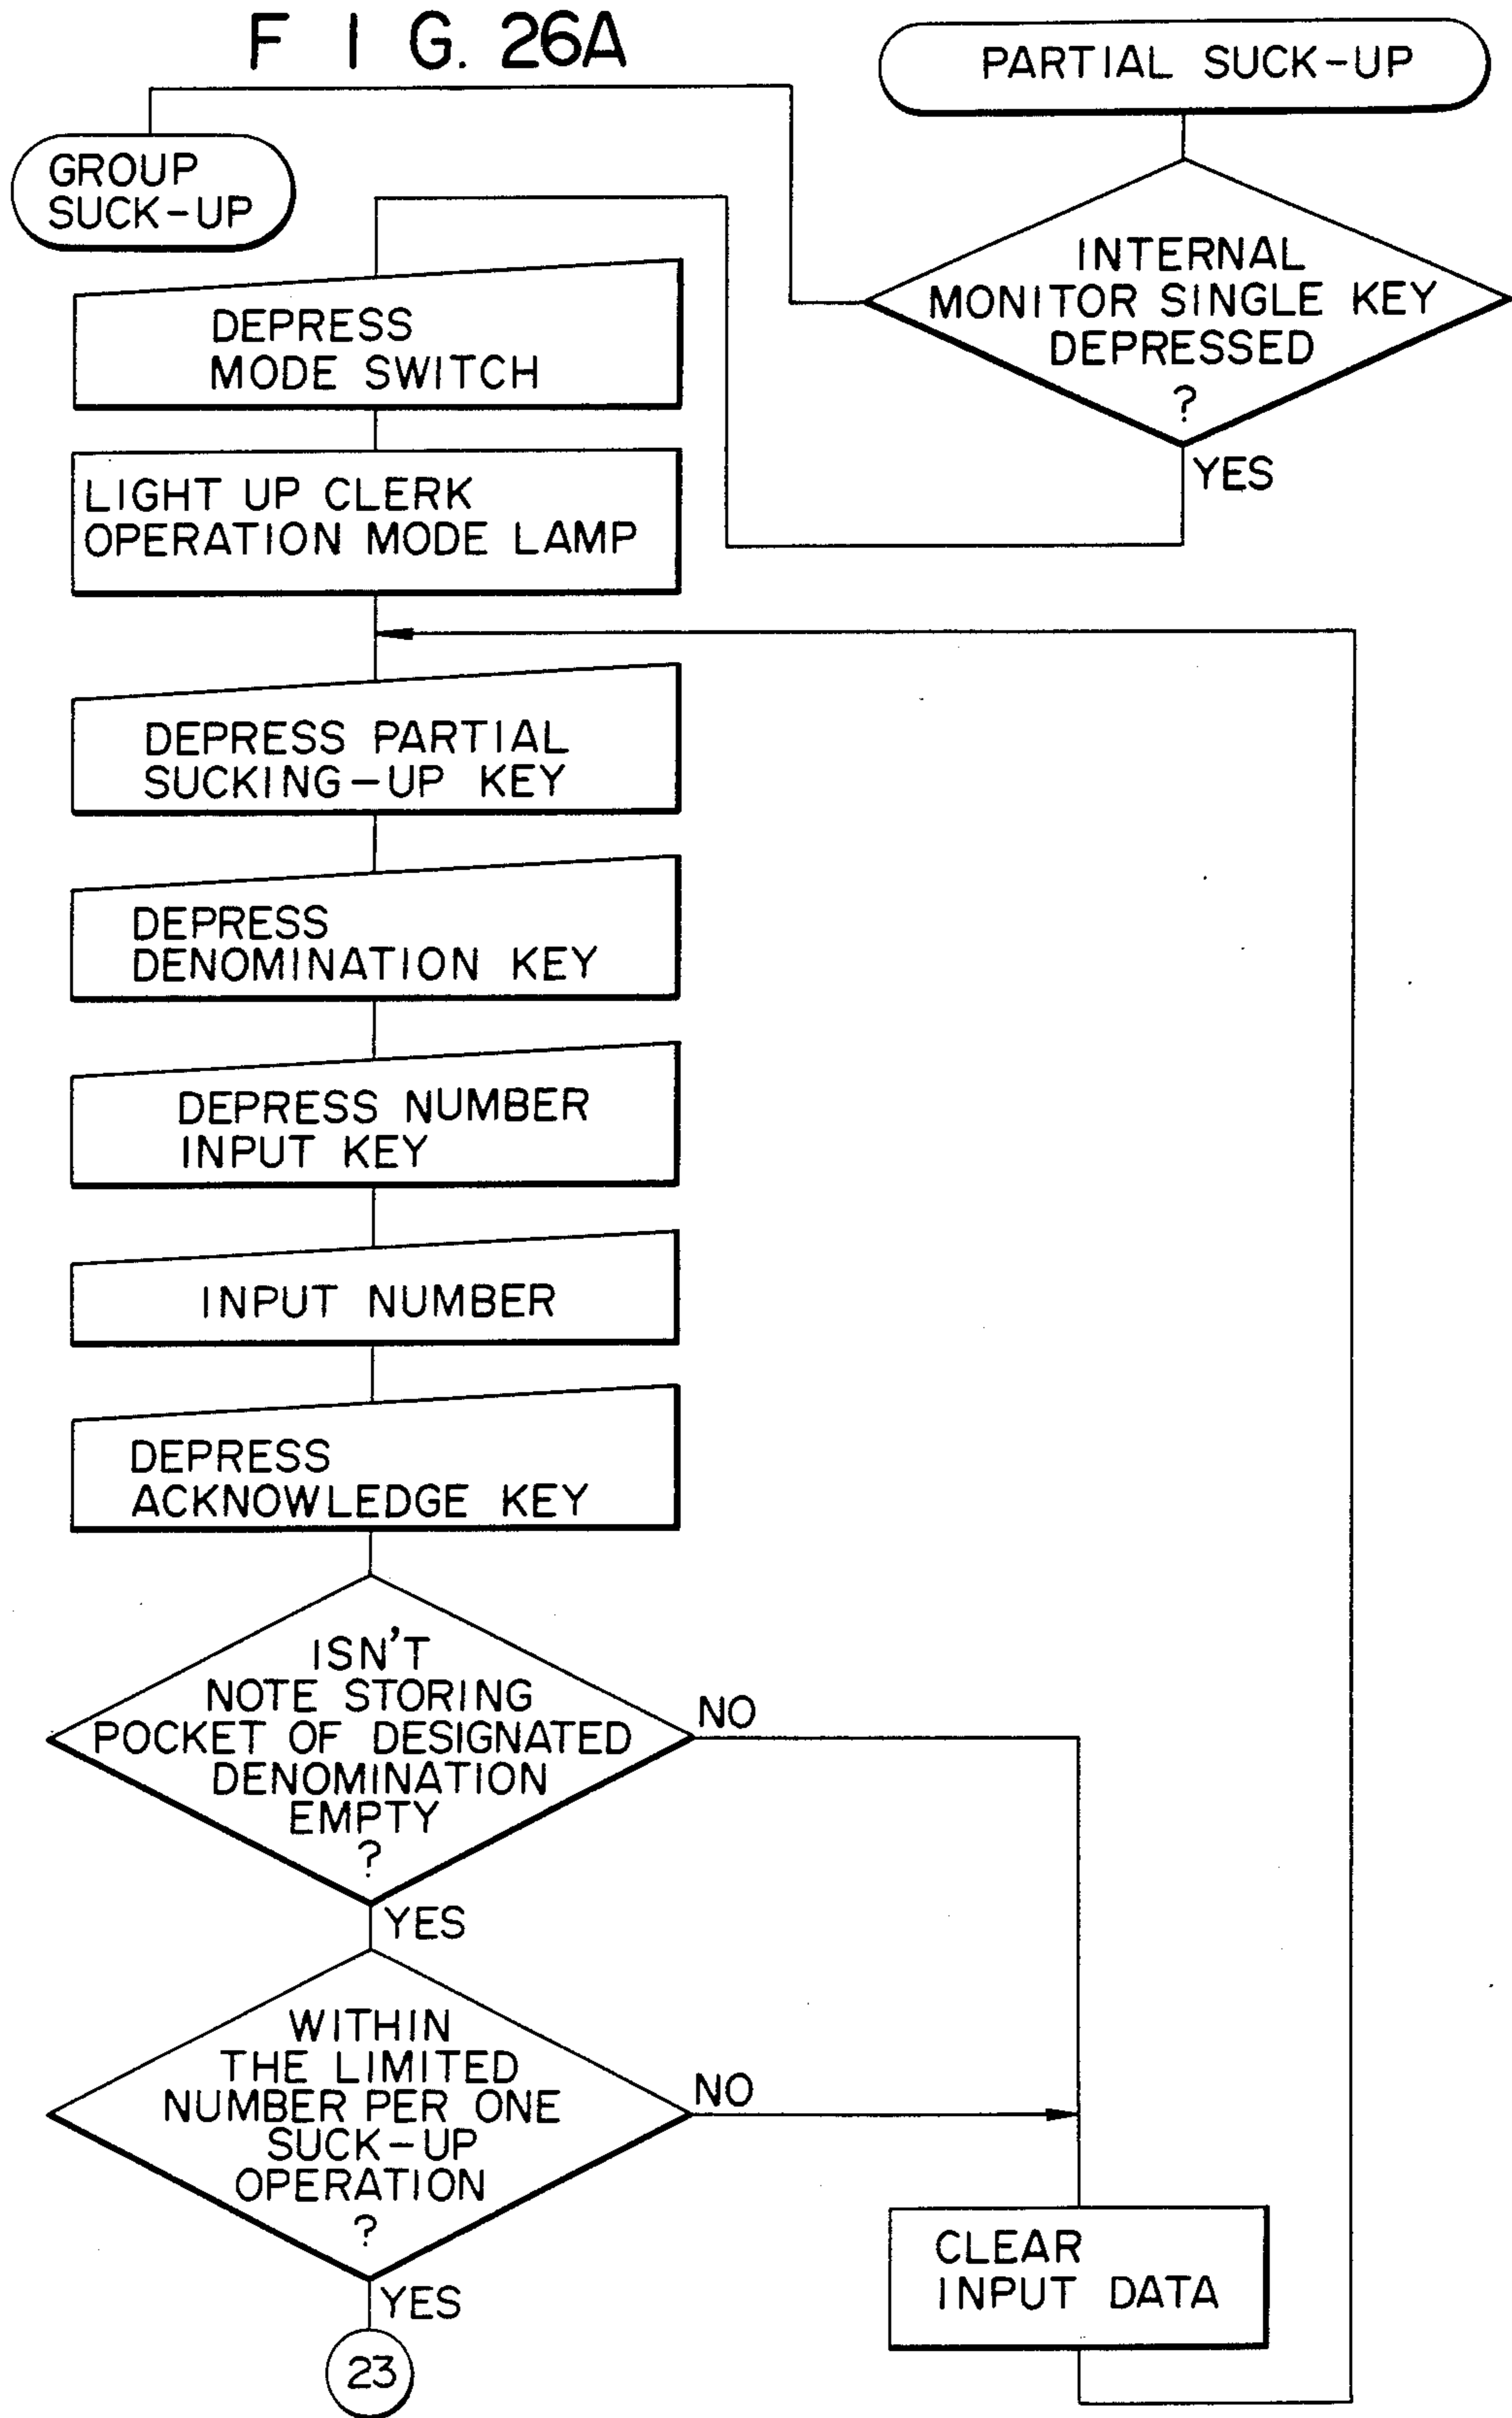 F I G. 26A
PARTIAL SUCK-UP
GROUP
SUCK-UP
INTERNAL
MONITOR SINGLE KEY
DEPRESSED
?
YES
DEPRESS
MODE SWITCH
LIGHT UP CLERK
OPERATION MODE LAMP
DEPRESS PARTIAL
SUCKING-UP KEY
DEPRESS
DENOMINATION KEY
DEPRESS NUMBER
INPUT KEY
INPUT NUMBER
DEPRESS
ACKNOWLEDGE KEY
ISN'T
NOTE STORING
POCKET OF DESIGNATED
DENOMINATION
EMPTY
?
NO
YES
WITHIN
THE LIMITED
NUMBER PER ONE
SUCK-UP
OPERATION
?
NO
YES
CLEAR
INPUT DATA
23